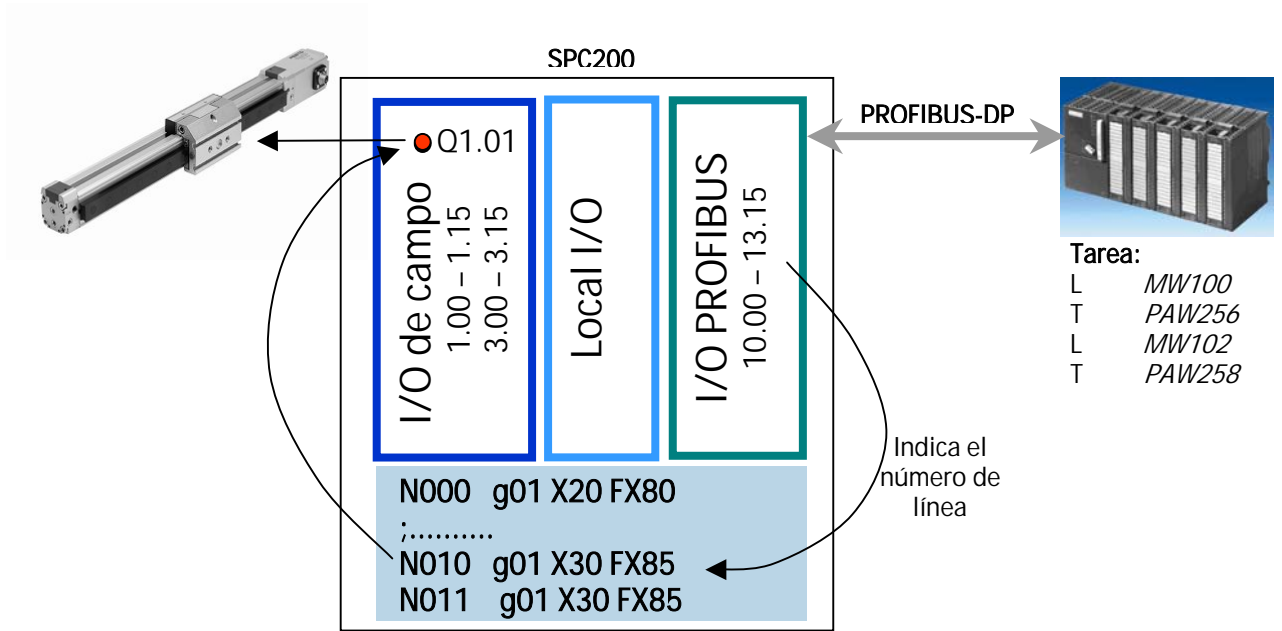 SPC200
Q1.01
I/O de campo
1.00 – 1.15
3.00 – 3.15
Local I/O
I/O PROFIBUS
10.00 – 13.15
PROFIBUS-DP
Tarea:
L MW100
T PAW256
L MW102
T PAW258
Indica el
número de
línea
N000 g01 X20 FX80
;..........
N010 g01 X30 FX85
N011 g01 X30 FX85